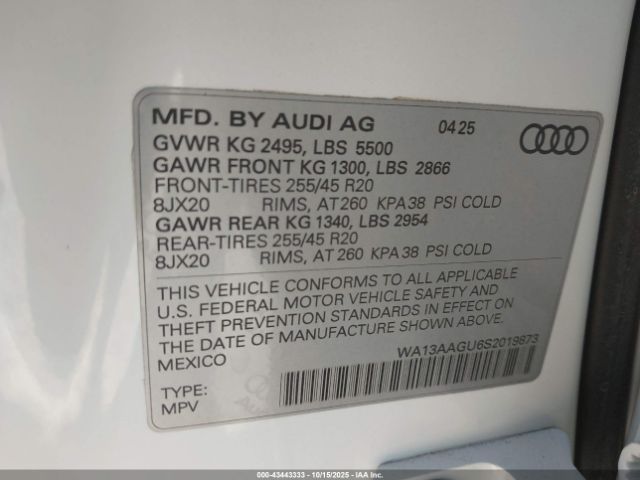 MFD. BY AUDI AG 04 25
GVWR KG 2495, LBS 5500
GAWR FRONT KG 1300, LBS 2866
FRONT-TIRES 255/45 R20
8JX20 RIMS, AT 260 KPA 38 PSI COLD
GAWR REAR KG 1340, LBS 2954
REAR-TIRES 255/45 R20
8JX20 RIMS, AT 260 KPA 38 PSI COLD
THIS VEHICLE CONFORMS TO ALL APPLICABLE
U.S. FEDERAL MOTOR VEHICLE SAFETY AND
THEFT PREVENTION STANDARDS IN EFFECT ON
THE DATE OF MANUFACTURE SHOWN ABOVE.
MEXICO
WA13AAGU6S2019873
TYPE:
MPV
000-43443333 - 10/15/2025 - IAA Inc.